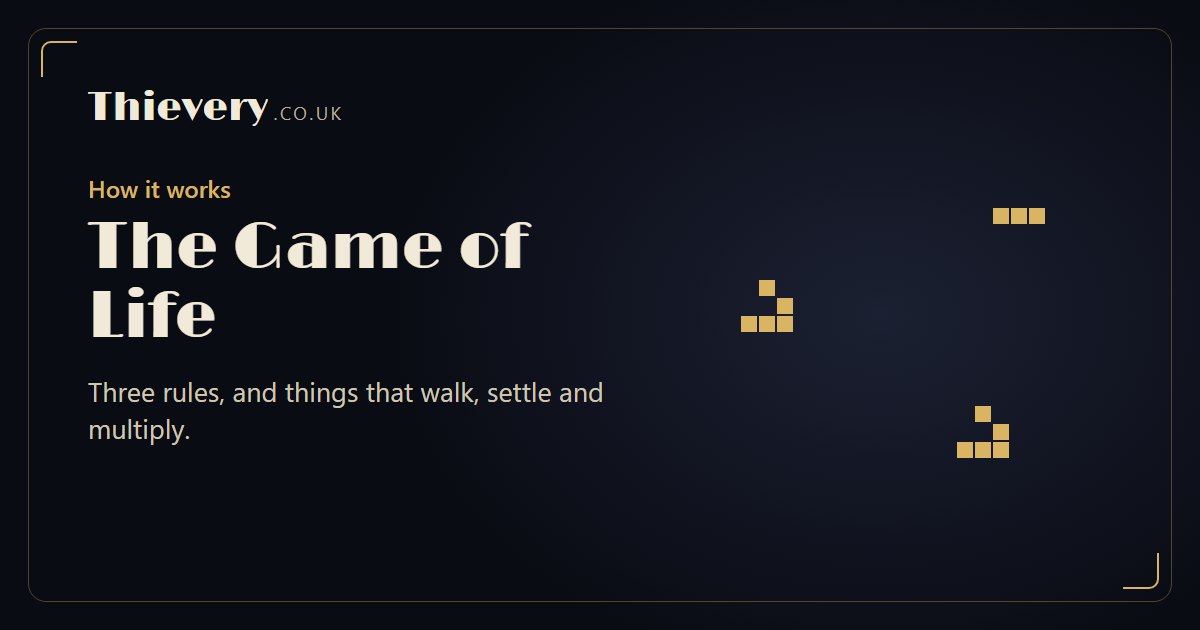 Thievery.CO.UK
How it works
The Game of
Life
Three rules, and things that walk, settle and
multiply.